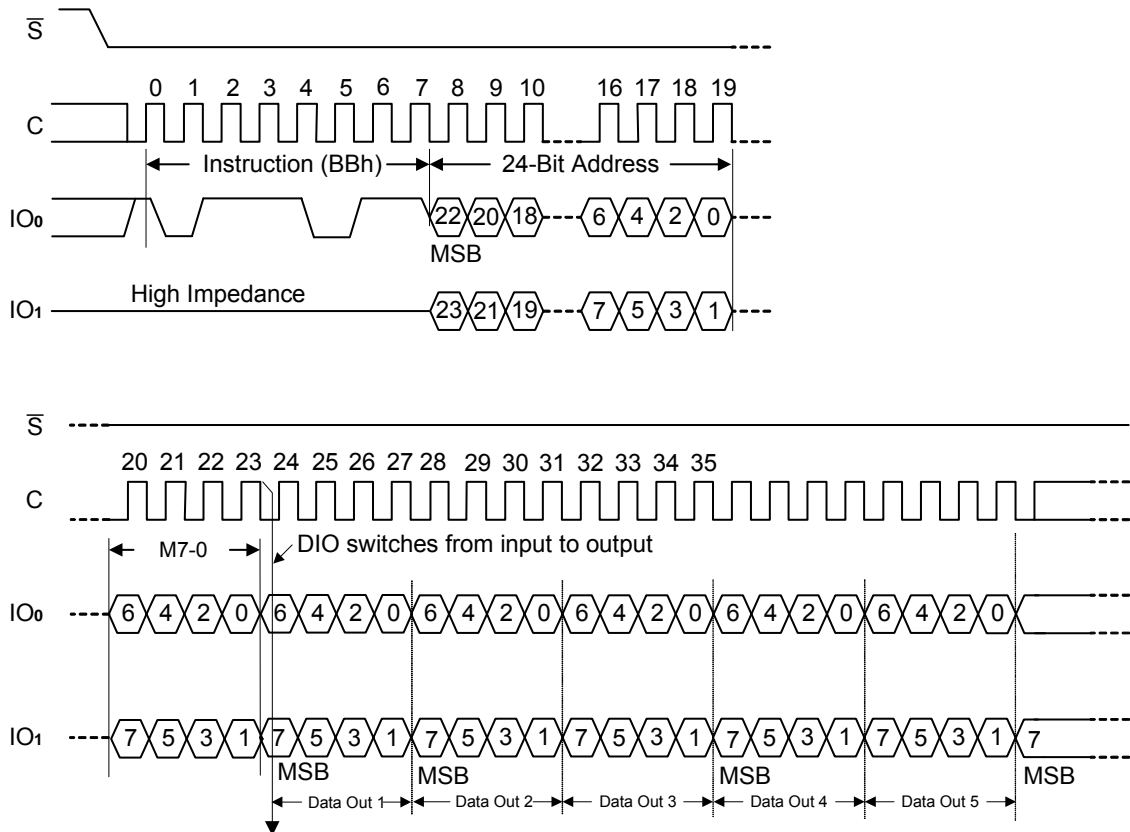 S̅
0 1 2 3 4 5 6 7 8 9 10 16 17 18 19
C
Instruction (BBh) 24-Bit Address
IO0 22 20 18 6 4 2 0
MSB
High Impedance
IO1 23 21 19 7 5 3 1
S̅
20 21 22 23 24 25 26 27 28 29 30 31 32 33 34 35
C
M7-0 DIO switches from input to output
IO0 6 4 2 0 6 4 2 0 6 4 2 0 6 4 2 0 6 4 2 0 6 4 2 0
IO1 7 5 3 1 7 5 3 1 7 5 3 1 7 5 3 1 7 5 3 1 7 5 3 1 7
MSB MSB MSB MSB
Data Out 1 Data Out 2 Data Out 3 Data Out 4 Data Out 5